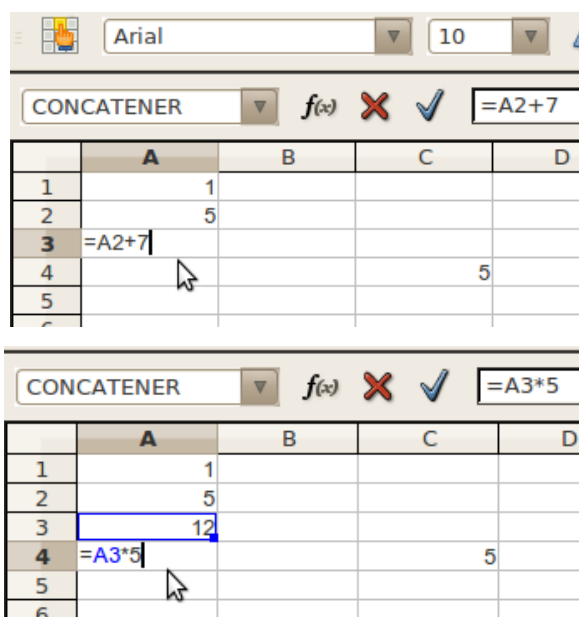 Arial 10
CONCATENER f(x) =A2+7
A B C D
1 1
2 5
3 =A2+7
4 5
5
CONCATENER f(x) =A3*5
A B C D
1 1
2 5
3 12
4 =A3*5 5
5
6